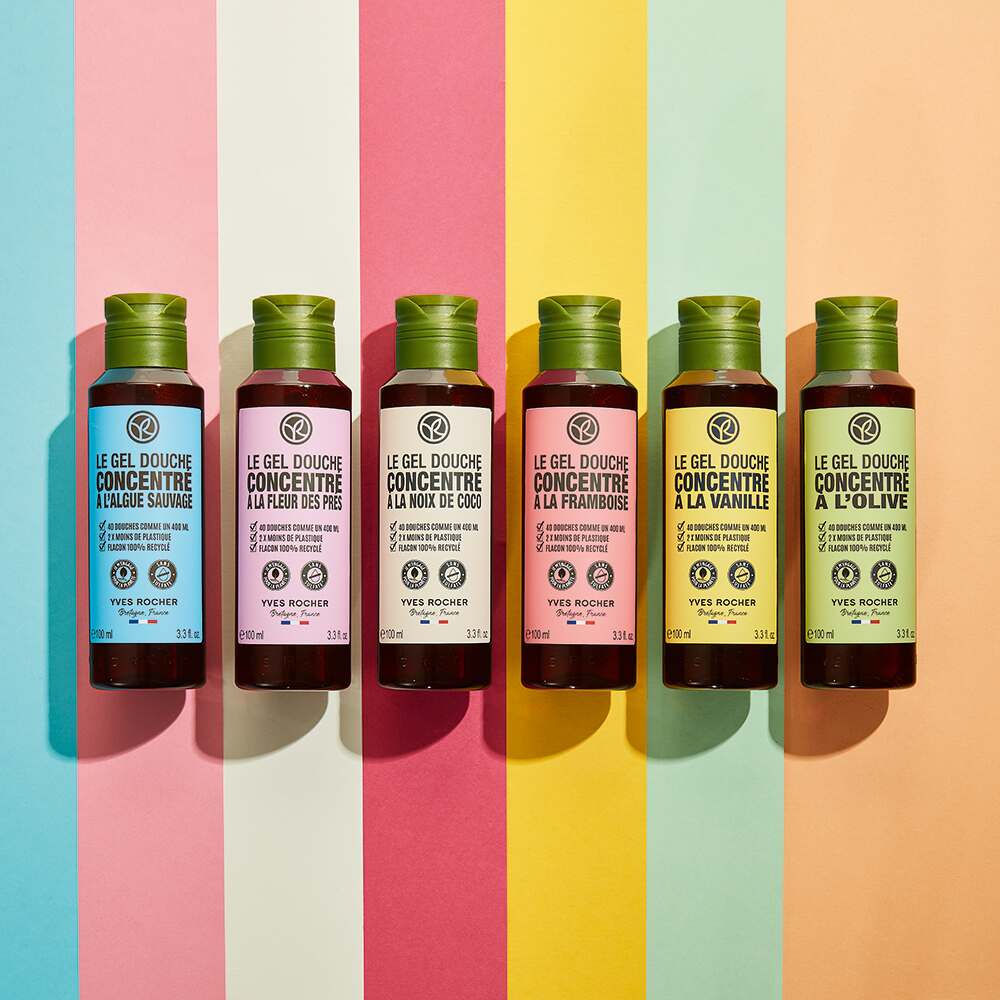 LE GEL DOUCHE
CONCENTRÉ
À L'ALGUE SAUVAGE
40 DOUCHES COMME UN 400 ML
2 X MOINS DE PLASTIQUE
FLACON 100% RECYCLÉ
YVES ROCHER
Bretagne, France
℮100 ml 3.3 fl. oz
LE GEL DOUCHE
CONCENTRÉ
À LA FLEUR DES PRÉS
40 DOUCHES COMME UN 400 ML
2 X MOINS DE PLASTIQUE
FLACON 100% RECYCLÉ
YVES ROCHER
Bretagne, France
℮100 ml 3.3 fl. oz
LE GEL DOUCHE
CONCENTRÉ
À LA NOIX DE COCO
40 DOUCHES COMME UN 400 ML
2 X MOINS DE PLASTIQUE
FLACON 100% RECYCLÉ
YVES ROCHER
Bretagne, France
℮100 ml 3.3 fl. oz
LE GEL DOUCHE
CONCENTRÉ
À LA FRAMBOISE
40 DOUCHES COMME UN 400 ML
2 X MOINS DE PLASTIQUE
FLACON 100% RECYCLÉ
YVES ROCHER
Bretagne, France
℮100 ml 3.3 fl. oz
LE GEL DOUCHE
CONCENTRÉ
À LA VANILLE
40 DOUCHES COMME UN 400 ML
2 X MOINS DE PLASTIQUE
FLACON 100% RECYCLÉ
YVES ROCHER
Bretagne, France
℮100 ml 3.3 fl. oz
LE GEL DOUCHE
CONCENTRÉ
À L'OLIVE
40 DOUCHES COMME UN 400 ML
2 X MOINS DE PLASTIQUE
FLACON 100% RECYCLÉ
YVES ROCHER
Bretagne, France
℮100 ml 3.3 fl. oz